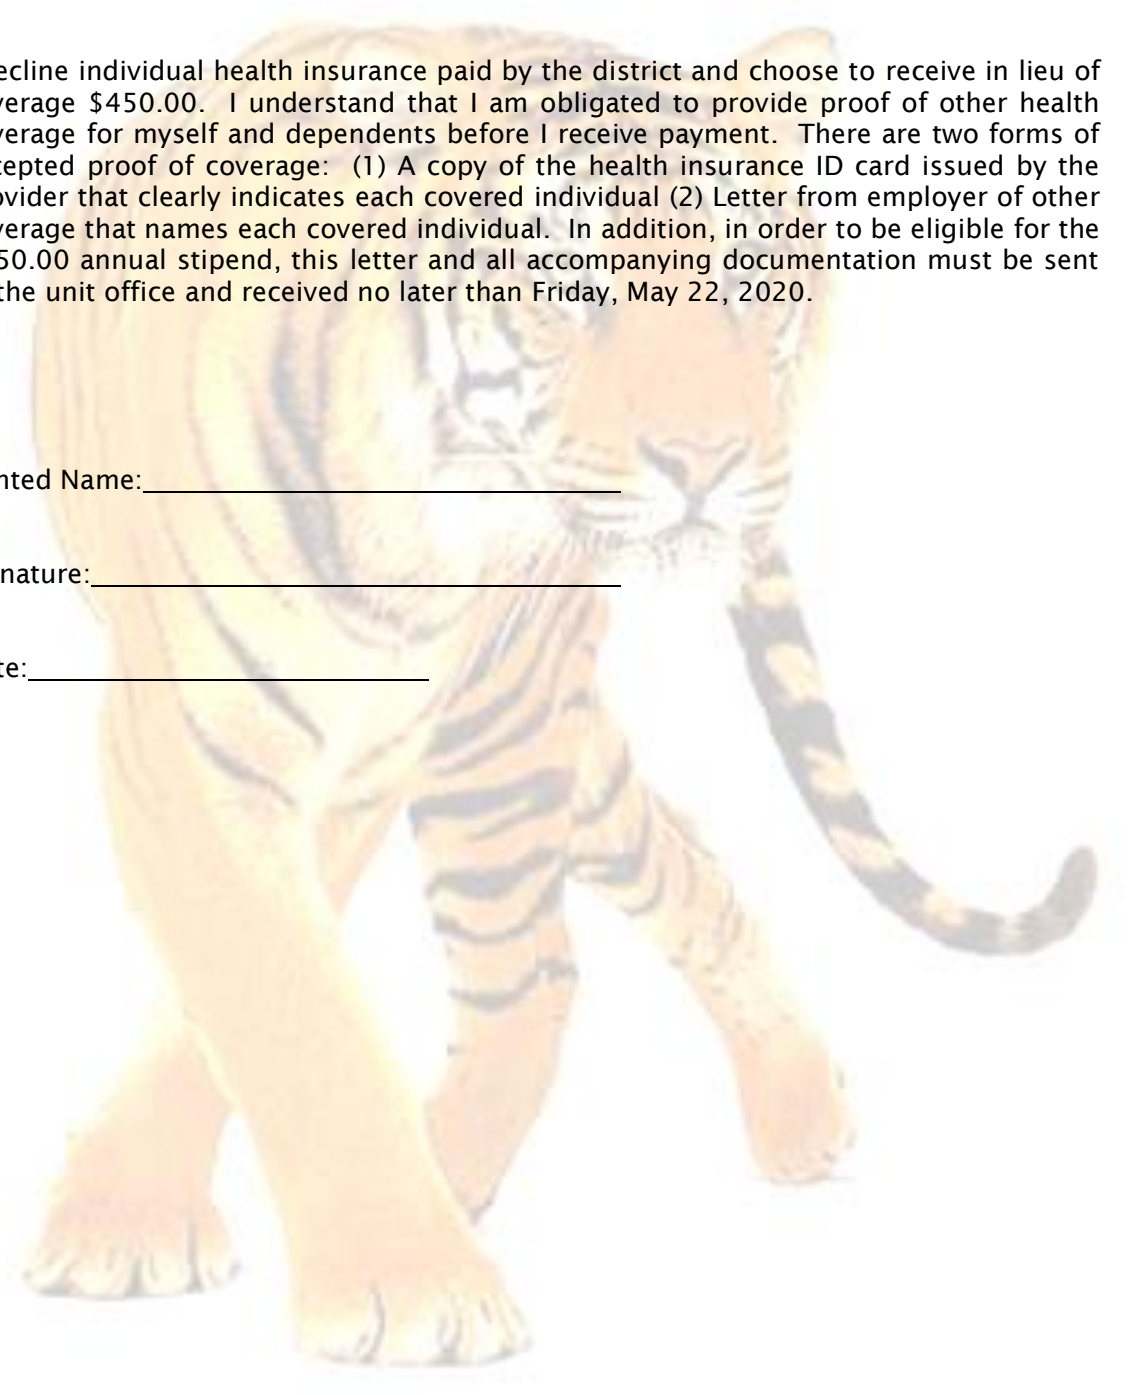 ecline individual health insurance paid by the district and choose to receive in lieu of
verage $450.00. I understand that I am obligated to provide proof of other health
verage for myself and dependents before I receive payment. There are two forms of
cepted proof of coverage: (1) A copy of the health insurance ID card issued by the
ovider that clearly indicates each covered individual (2) Letter from employer of other
verage that names each covered individual. In addition, in order to be eligible for the
50.00 annual stipend, this letter and all accompanying documentation must be sent
the unit office and received no later than Friday, May 22, 2020.
nted Name:
nature:
te: